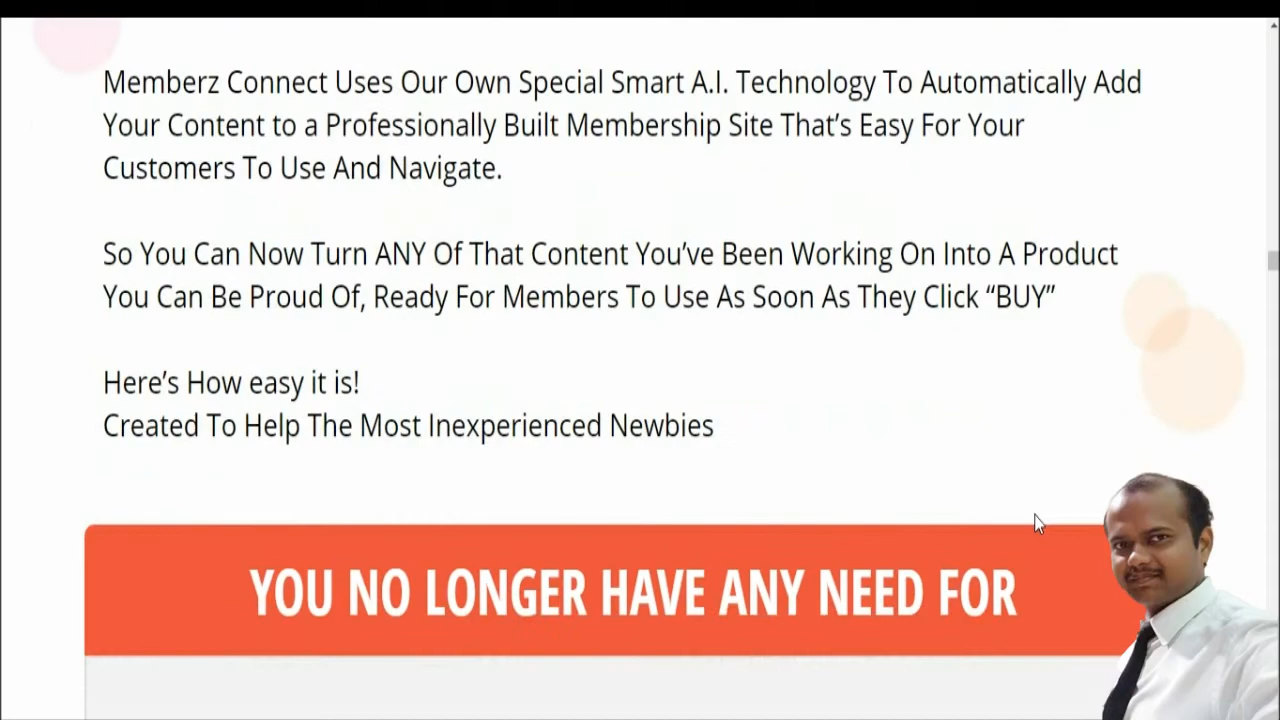 Memberz Connect Uses Our Own Special Smart A.I. Technology To Automatically Add
Your Content to a Professionally Built Membership Site That's Easy For Your
Customers To Use And Navigate.
So You Can Now Turn ANY Of That Content You've Been Working On Into A Product
You Can Be Proud Of, Ready For Members To Use As Soon As They Click “BUY”
Here's How easy it is!
Created To Help The Most Inexperienced Newbies
YOU NO LONGER HAVE ANY NEED FOR